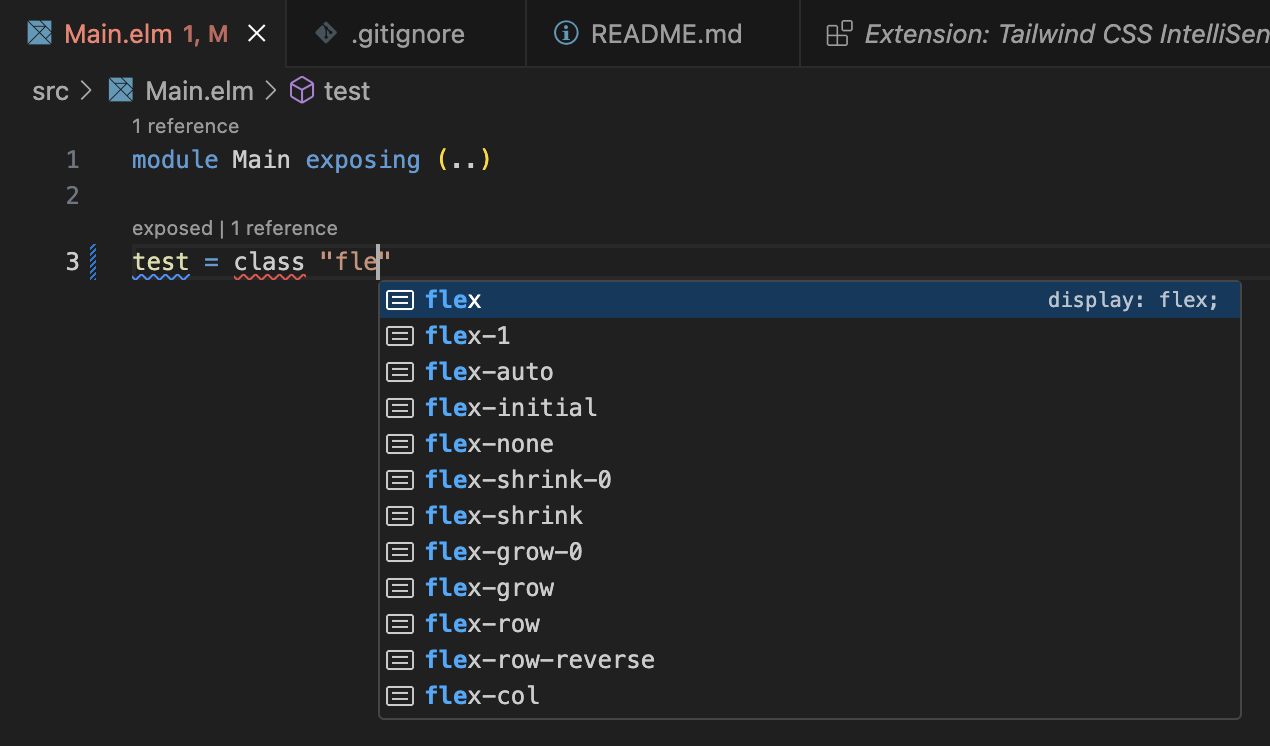 Main.elm 1, M .gitignore README.md Extension: Tailwind CSS IntelliSen
src > Main.elm > test
1 reference
1 module Main exposing (..)
2
exposed | 1 reference
3 test = class "fle"
flex display: flex;
flex-1
flex-auto
flex-initial
flex-none
flex-shrink-0
flex-shrink
flex-grow-0
flex-grow
flex-row
flex-row-reverse
flex-col